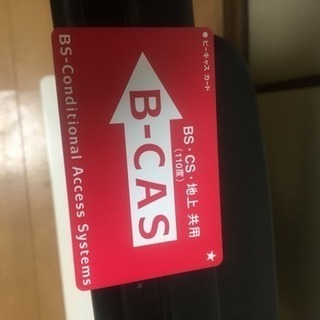 ● ビーキャス カード
BS・CS・地上 共用
(110度)
B-CAS
★
BS-Conditional Access Systems